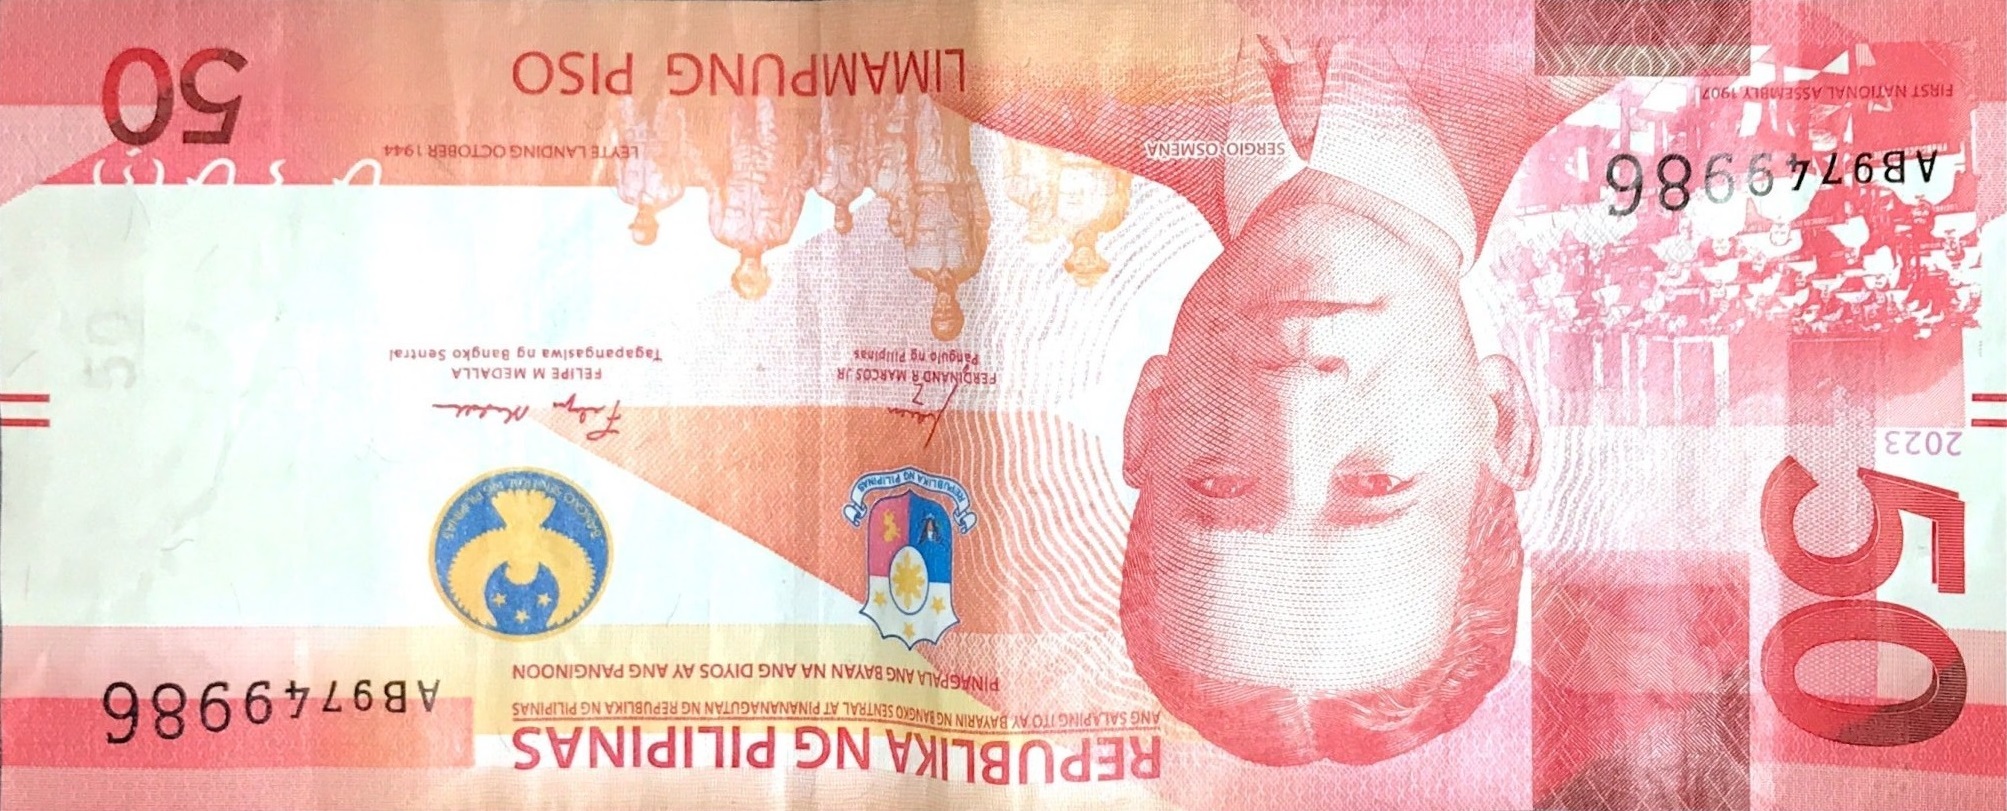 REPUBLIKA NG PILIPINAS
ANG SALAPING ITO AY BAYARIN NG BANGKO SENTRAL AT PINANANAGUTAN NG REPUBLIKA NG PILIPINAS
PINAGPALA ANG BAYAN NA ANG DIYOS AY ANG PANGINOON
AB9749986
50
2023
REPUBLIKA NG PILIPINAS
BANGKO SENTRAL NG PILIPINAS
FERDINAND R MARCOS JR
Pangulo ng Pilipinas
FELIPE M MEDALLA
Tagapangasiwa ng Bangko Sentral
50
AB9749986
FIRST NATIONAL ASSEMBLY 1907
SERGIO OSMEÑA
LEYTE LANDING OCTOBER 1944
LIMAMPUNG PISO
50